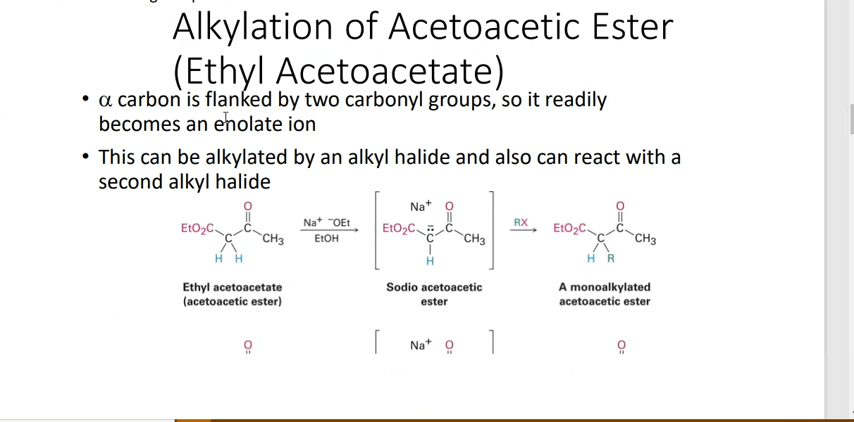 Alkylation of Acetoacetic Ester
(Ethyl Acetoacetate)
• α carbon is flanked by two carbonyl groups, so it readily
becomes an enolate ion
• This can be alkylated by an alkyl halide and also can react with a
second alkyl halide
O Na⁺ O O
EtO₂C C C CH₃ H H Na⁺ ⁻OEt EtOH EtO₂C C̈ C CH₃ H RX EtO₂C C C CH₃ H R
Ethyl acetoacetate Sodio acetoacetic A monoalkylated
(acetoacetic ester) ester acetoacetic ester
O Na⁺ O O